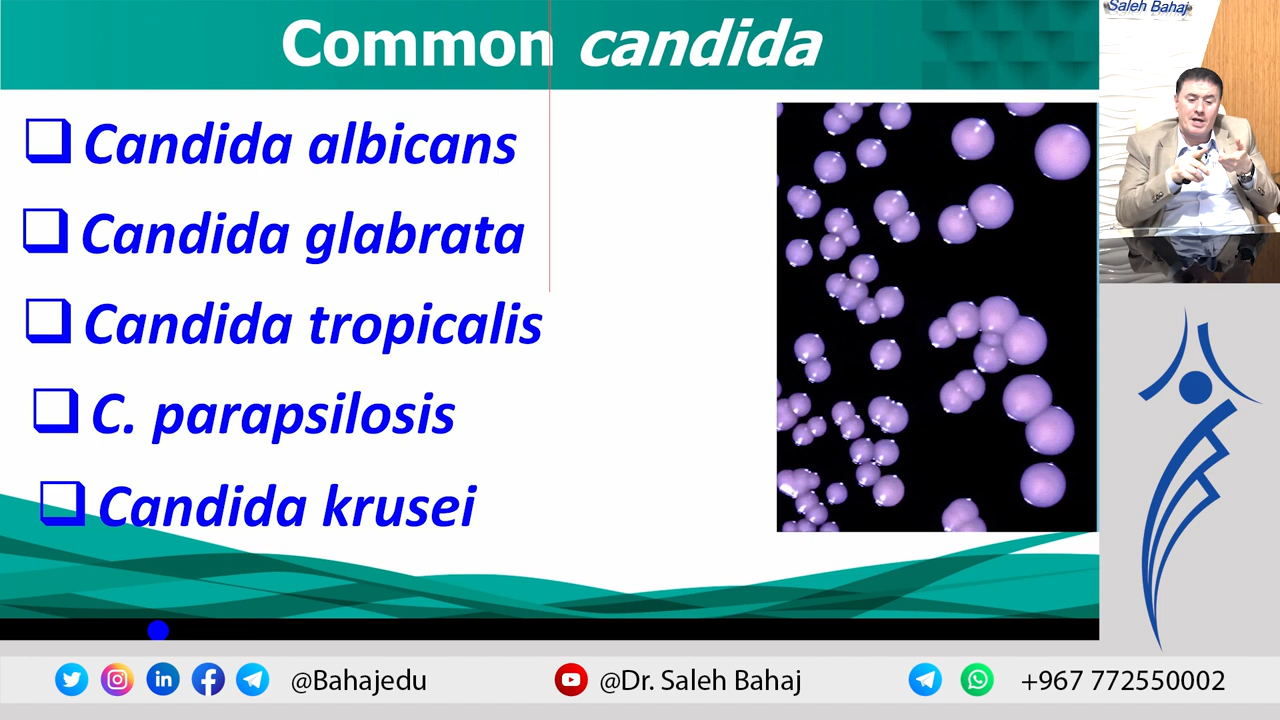 Common candida
Saleh Bahaj
Candida albicans
Candida glabrata
Candida tropicalis
C. parapsilosis
Candida krusei
@Bahajedu
@Dr. Saleh Bahaj
+967 772550002